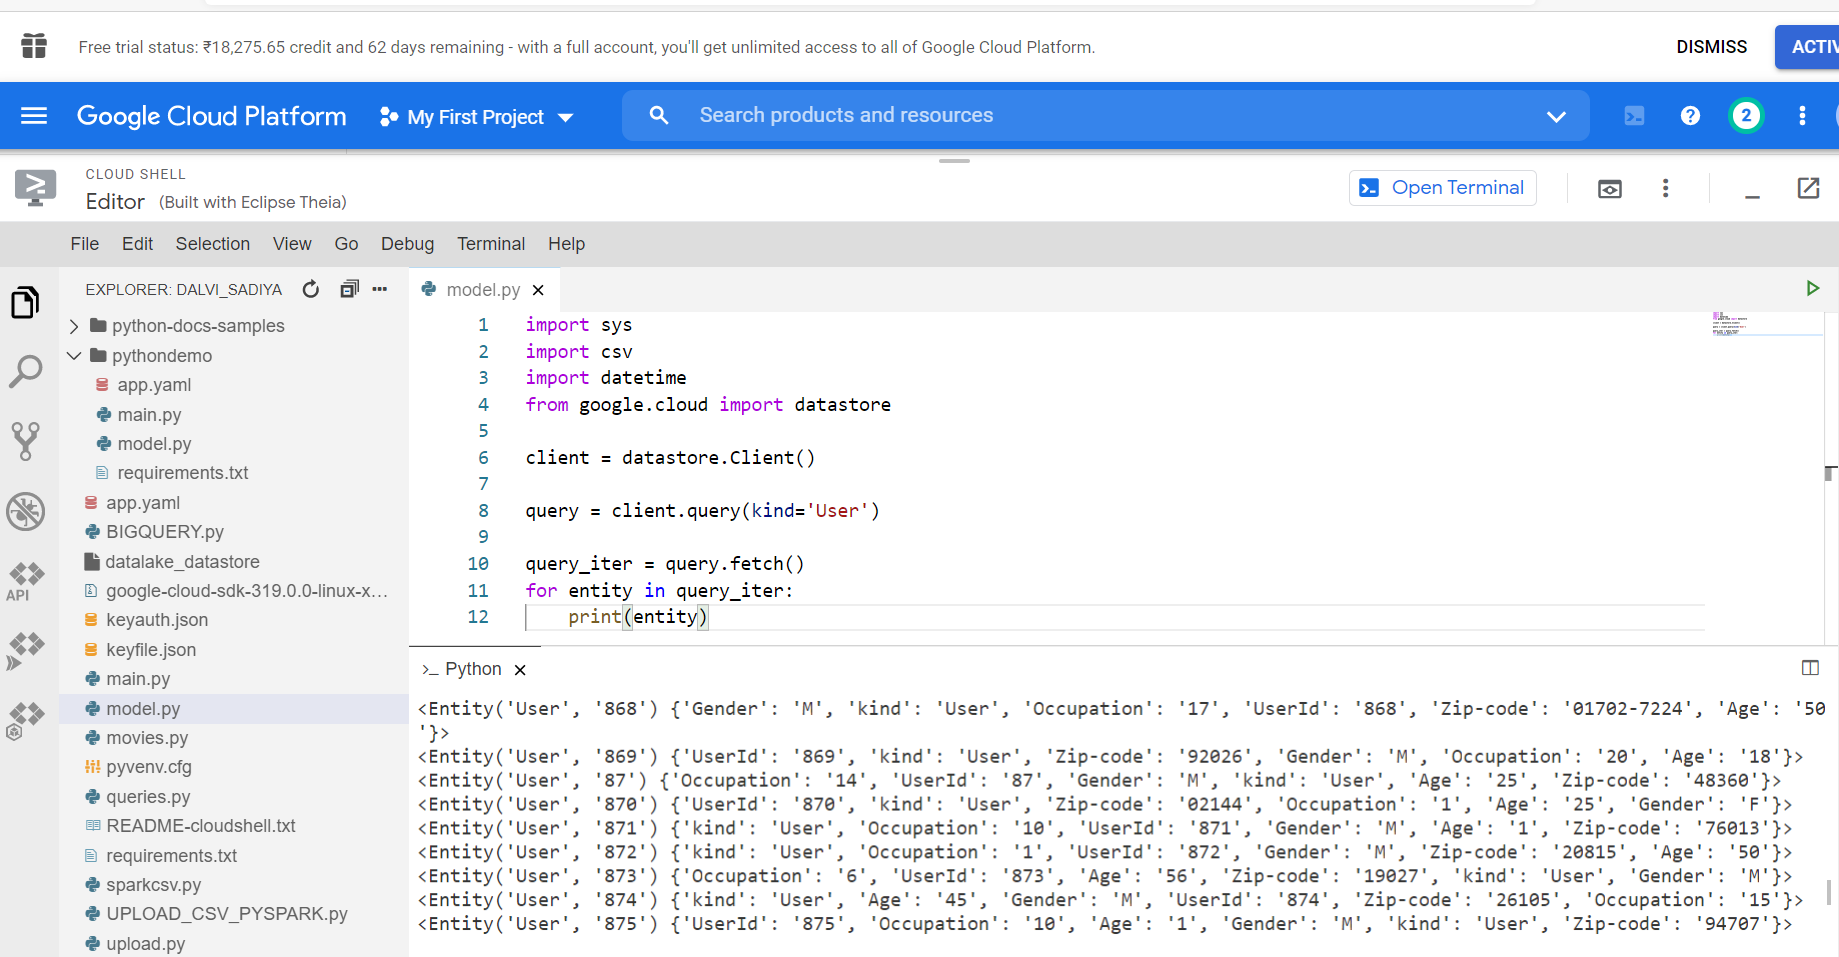 Free trial status: ₹18,275.65 credit and 62 days remaining - with a full account, you'll get unlimited access to all of Google Cloud Platform.
DISMISS
ACTIV
Google Cloud Platform
My First Project
Search products and resources
2
CLOUD SHELL
Editor (Built with Eclipse Theia)
Open Terminal
File Edit Selection View Go Debug Terminal Help
EXPLORER: DALVI_SADIYA
python-docs-samples
pythondemo
app.yaml
main.py
model.py
requirements.txt
app.yaml
BIGQUERY.py
datalake_datastore
google-cloud-sdk-319.0.0-linux-x...
keyauth.json
keyfile.json
main.py
model.py
movies.py
pyvenv.cfg
queries.py
README-cloudshell.txt
requirements.txt
sparkcsv.py
UPLOAD_CSV_PYSPARK.py
upload.py
API
model.py
1 import sys
2 import csv
3 import datetime
4 from google.cloud import datastore
5
6 client = datastore.Client()
7
8 query = client.query(kind='User')
9
10 query_iter = query.fetch()
11 for entity in query_iter:
12     print(entity)
>_ Python
<Entity('User', '868') {'Gender': 'M', 'kind': 'User', 'Occupation': '17', 'UserId': '868', 'Zip-code': '01702-7224', 'Age': '50
'}>
<Entity('User', '869') {'UserId': '869', 'kind': 'User', 'Zip-code': '92026', 'Gender': 'M', 'Occupation': '20', 'Age': '18'}>
<Entity('User', '87') {'Occupation': '14', 'UserId': '87', 'Gender': 'M', 'kind': 'User', 'Age': '25', 'Zip-code': '48360'}>
<Entity('User', '870') {'UserId': '870', 'kind': 'User', 'Zip-code': '02144', 'Occupation': '1', 'Age': '25', 'Gender': 'F'}>
<Entity('User', '871') {'kind': 'User', 'Occupation': '10', 'UserId': '871', 'Gender': 'M', 'Age': '1', 'Zip-code': '76013'}>
<Entity('User', '872') {'kind': 'User', 'Occupation': '1', 'UserId': '872', 'Gender': 'M', 'Zip-code': '20815', 'Age': '50'}>
<Entity('User', '873') {'Occupation': '6', 'UserId': '873', 'Age': '56', 'Zip-code': '19027', 'kind': 'User', 'Gender': 'M'}>
<Entity('User', '874') {'kind': 'User', 'Age': '45', 'Gender': 'M', 'UserId': '874', 'Zip-code': '26105', 'Occupation': '15'}>
<Entity('User', '875') {'UserId': '875', 'Occupation': '10', 'Age': '1', 'Gender': 'M', 'kind': 'User', 'Zip-code': '94707'}>